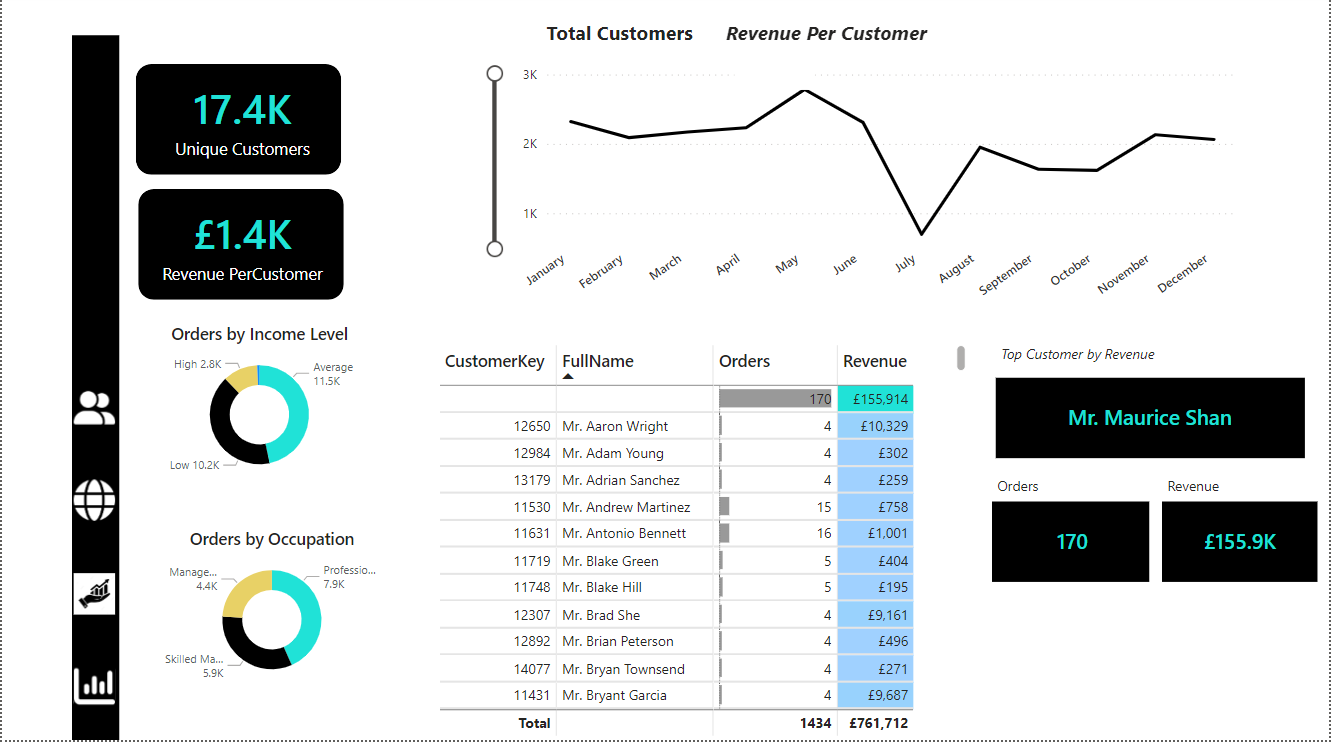 17.4K
Unique Customers
£1.4K
Revenue PerCustomer
Total Customers Revenue Per Customer
3K
2K
1K
January February March April May June July August September October November December
Orders by Income Level
High 2.8K
Average
11.5K
Low 10.2K
Orders by Occupation
Manage...
4.4K
Professio...
7.9K
Skilled Ma...
5.9K
CustomerKey FullName Orders Revenue
170 £155,914
12650 Mr. Aaron Wright 4 £10,329
12984 Mr. Adam Young 4 £302
13179 Mr. Adrian Sanchez 4 £259
11530 Mr. Andrew Martinez 15 £758
11631 Mr. Antonio Bennett 16 £1,001
11719 Mr. Blake Green 5 £404
11748 Mr. Blake Hill 5 £195
12307 Mr. Brad She 4 £9,161
12892 Mr. Brian Peterson 4 £496
14077 Mr. Bryan Townsend 4 £271
11431 Mr. Bryant Garcia 4 £9,687
Total 1434 £761,712
Top Customer by Revenue
Mr. Maurice Shan
Orders Revenue
170 £155.9K